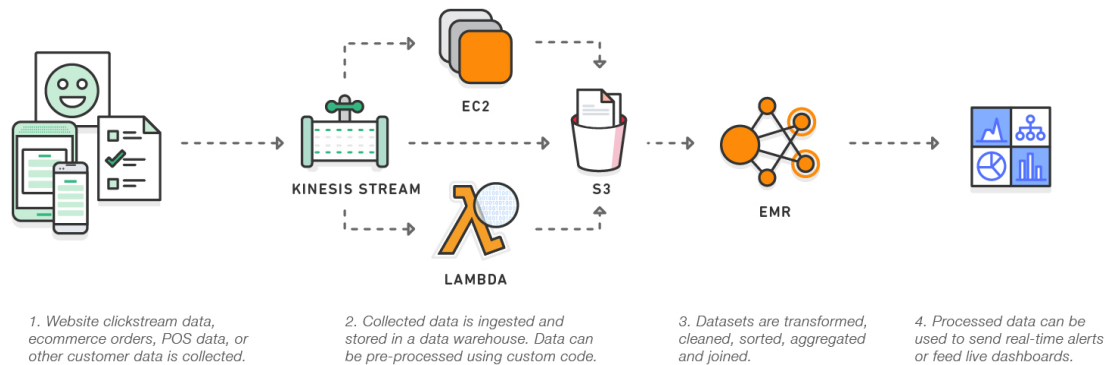 EC2
KINESIS STREAM
S3
LAMBDA
EMR
1. Website clickstream data,
ecommerce orders, POS data, or
other customer data is collected.
2. Collected data is ingested and
stored in a data warehouse. Data can
be pre-processed using custom code.
3. Datasets are transformed,
cleaned, sorted, aggregated
and joined.
4. Processed data can be
used to send real-time alerts
or feed live dashboards.